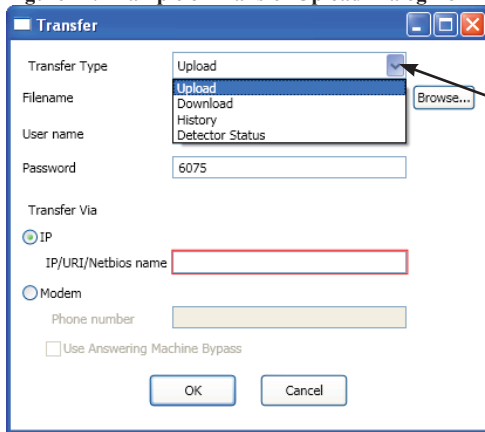 Transfer
Transfer Type Upload
Upload
Filename Browse...
Download
History
User name Detector Status
Password 6075
Transfer Via
IP
IP/URI/Netbios name
Modem
Phone number
Use Answering Machine Bypass
OK Cancel